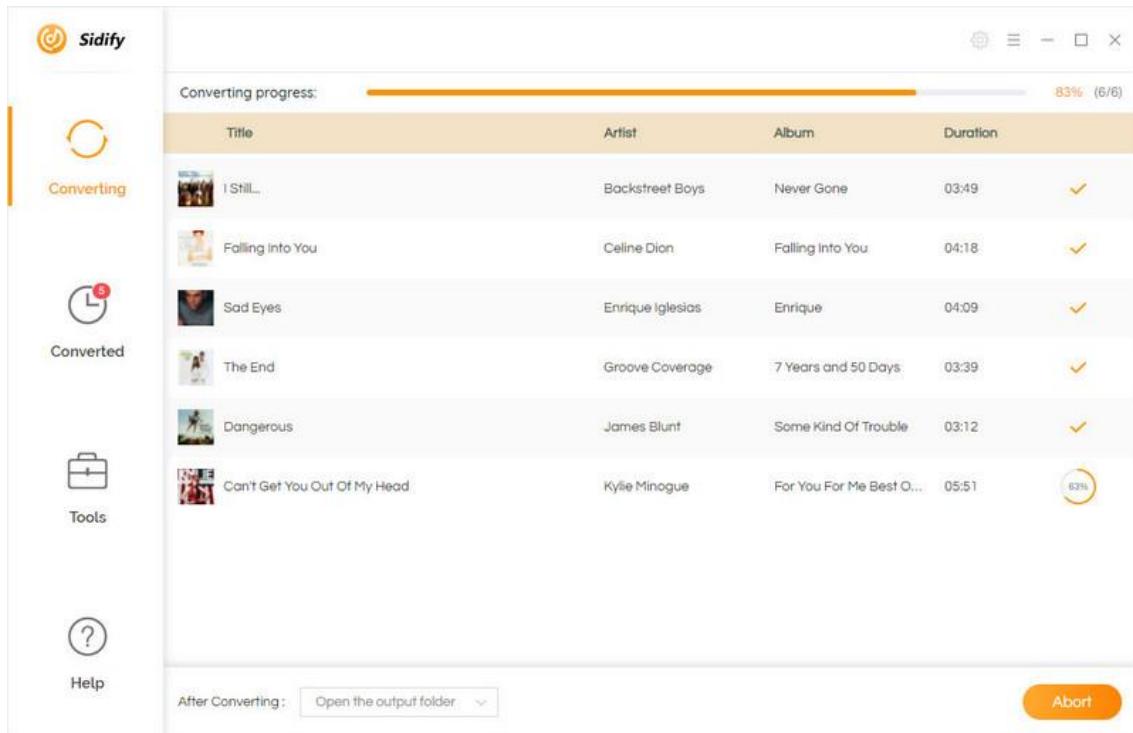 Sidify
Converting progress: 83% (6/6)
Title Artist Album Duration
Converting
I Still... Backstreet Boys Never Gone 03:49
Falling Into You Celine Dion Falling Into You 04:18
5
Converted
Sad Eyes Enrique Iglesias Enrique 04:09
The End Groove Coverage 7 Years and 50 Days 03:39
Dangerous James Blunt Some Kind Of Trouble 03:12
Can't Get You Out Of My Head Kylie Minogue For You For Me Best O... 05:51 63%
Tools
Help
After Converting: Open the output folder
Abort